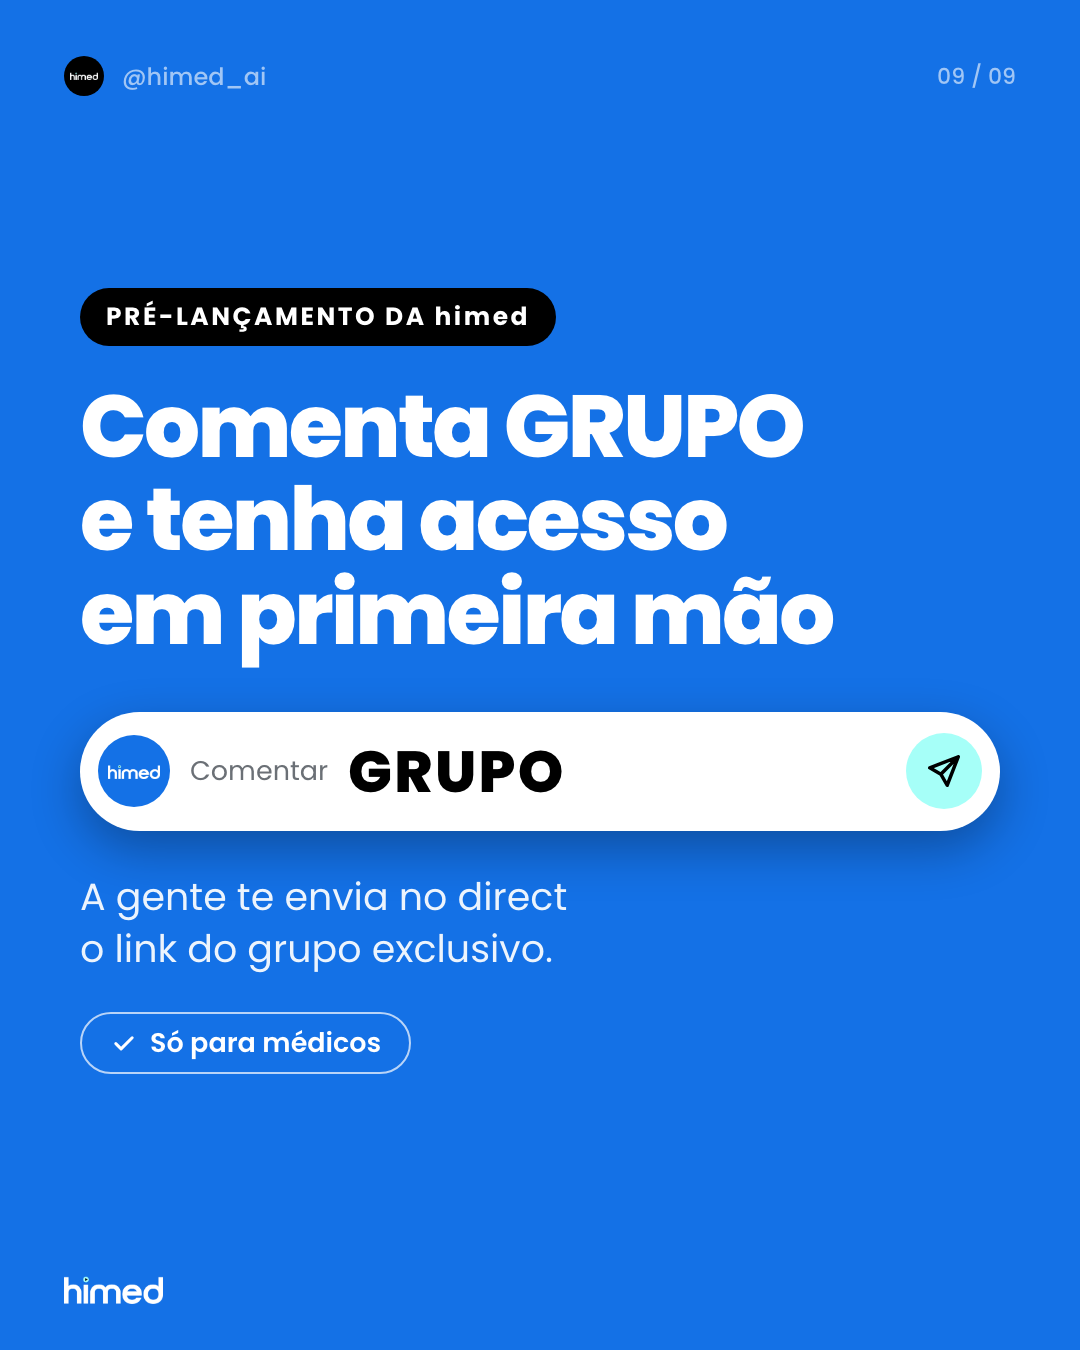 himed
@himed_ai
09 / 09
PRÉ-LANÇAMENTO DA himed
Comenta GRUPO
e tenha acesso
em primeira mão
himed
Comentar GRUPO
A gente te envia no direct
o link do grupo exclusivo.
Só para médicos
himed